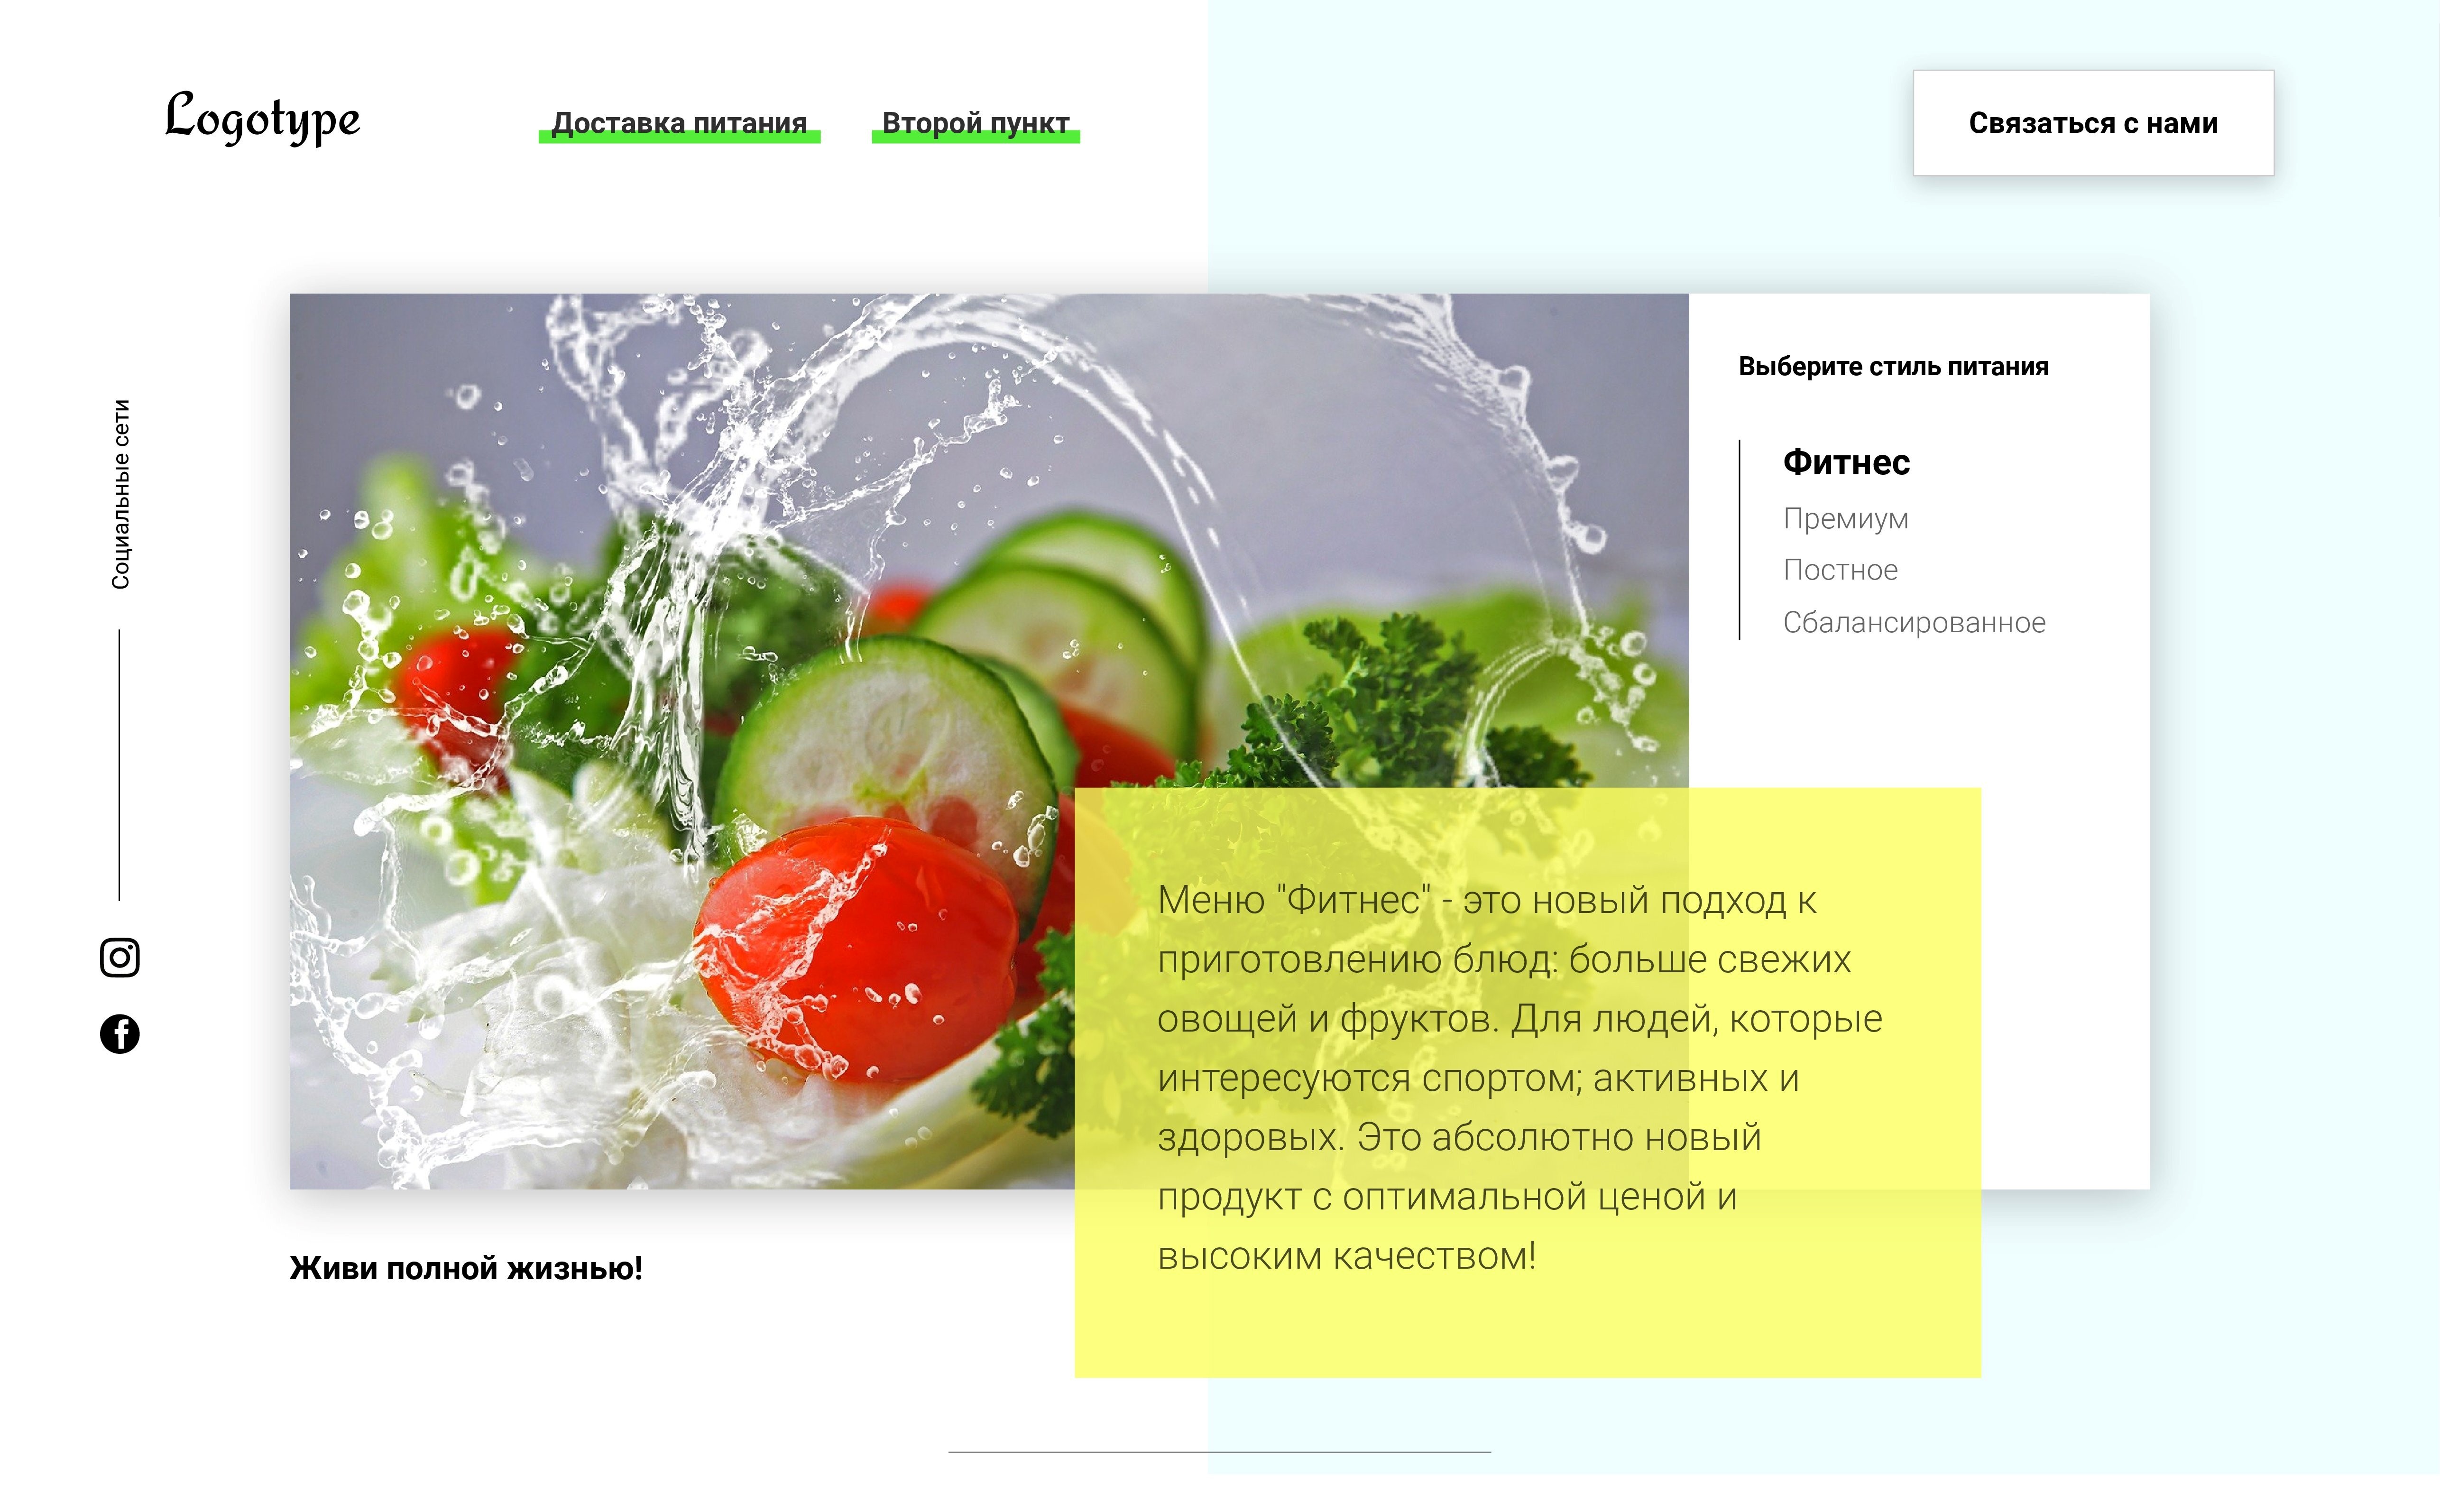 Logotype
Доставка питания
Второй пункт
Связаться с нами
Социальные сети
Выберите стиль питания
Фитнес
Премиум
Постное
Сбалансированное
Меню "Фитнес" - это новый подход к
приготовлению блюд: больше свежих
овощей и фруктов. Для людей, которые
интересуются спортом; активных и
здоровых. Это абсолютно новый
продукт с оптимальной ценой и
высоким качеством!
Живи полной жизнью!